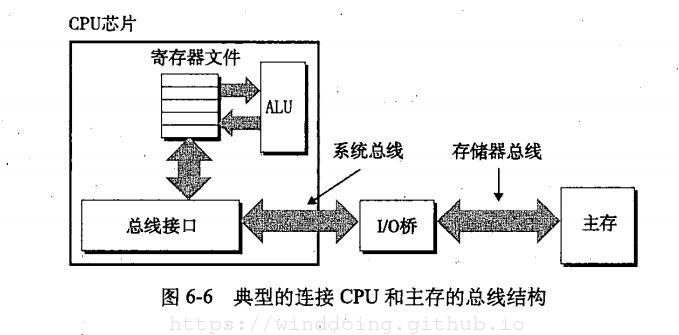 CPU芯片
寄存器文件
ALU
系统总线
存储器总线
总线接口
I/O桥
主存
图 6-6 典型的连接 CPU 和主存的总线结构
https://winddoing.github.io